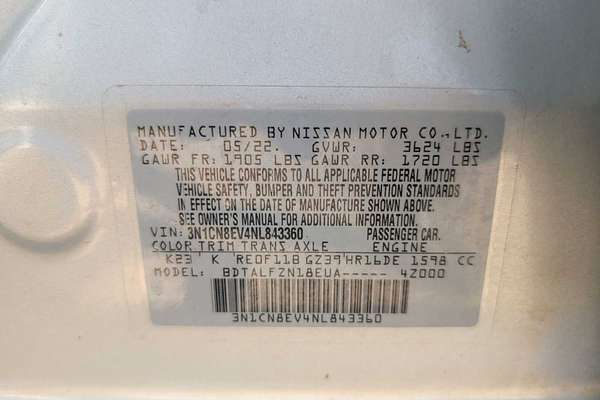 MANUFACTURED BY NISSAN MOTOR CO.,LTD.
DATE: 05/22. GVWR: 3624 LBS
GAWR FR: 1905 LBS GAWR RR: 1720 LBS
THIS VEHICLE CONFORMS TO ALL APPLICABLE FEDERAL MOTOR
VEHICLE SAFETY, BUMPER AND THEFT PREVENTION STANDARDS
IN EFFECT ON THE DATE OF MANUFACTURE SHOWN ABOVE.
SEE OWNER'S MANUAL FOR ADDITIONAL INFORMATION.
VIN: 3N1CN8EV4NL843360 PASSENGER CAR.
COLOR TRIM TRANS AXLE ENGINE
K23 K RE0F11B GZ39 HR16DE 1598 CC
MODEL: BDTALFZN18EUA----- 4Z000
3N1CN8EV4NL843360